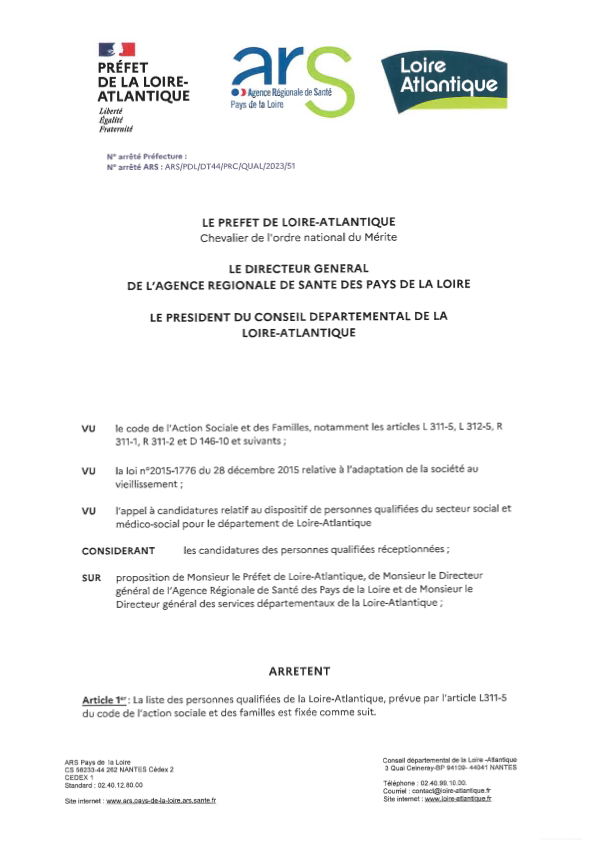 PRÉFET
DE LA LOIRE-
ATLANTIQUE
Liberté
Égalité
Fraternité
ars
Agence Régionale de Santé
Pays de la Loire
Loire
Atlantique
N° arrêté Préfecture :
N° arrêté ARS : ARS/PDL/DT44/PRC/QUAL/2023/51
LE PREFET DE LOIRE-ATLANTIQUE
Chevalier de l'ordre national du Mérite
LE DIRECTEUR GENERAL
DE L'AGENCE REGIONALE DE SANTE DES PAYS DE LA LOIRE
LE PRESIDENT DU CONSEIL DEPARTEMENTAL DE LA
LOIRE-ATLANTIQUE
VU le code de l'Action Sociale et des Familles, notamment les articles L 311-5, L 312-5, R
311-1, R 311-2 et D 146-10 et suivants ;
VU la loi n°2015-1776 du 28 décembre 2015 relative à l'adaptation de la société au
vieillissement ;
VU l'appel à candidatures relatif au dispositif de personnes qualifiées du secteur social et
médico-social pour le département de Loire-Atlantique
CONSIDERANT les candidatures des personnes qualifiées réceptionnées ;
SUR proposition de Monsieur le Préfet de Loire-Atlantique, de Monsieur le Directeur
général de l'Agence Régionale de Santé des Pays de la Loire et de Monsieur le
Directeur général des services départementaux de la Loire-Atlantique ;
ARRETENT
Article 1er : La liste des personnes qualifiées de la Loire-Atlantique, prévue par l'article L311-5
du code de l'action sociale et des familles est fixée comme suit.
ARS Pays de la Loire
CS 56233-44 262 NANTES Cédex 2
CEDEX 1
Standard : 02.40.12.80.00
Site internet : www.ars.pays-de-la-loire.ars.sante.fr
Conseil départemental de la Loire -Atlantique
3 Quai Ceineray-BP 94109- 44041 NANTES
Téléphone : 02.40.99.10.00.
Courriel : contact@loire-atlantique.fr
Site internet : www.loire-atlantique.fr